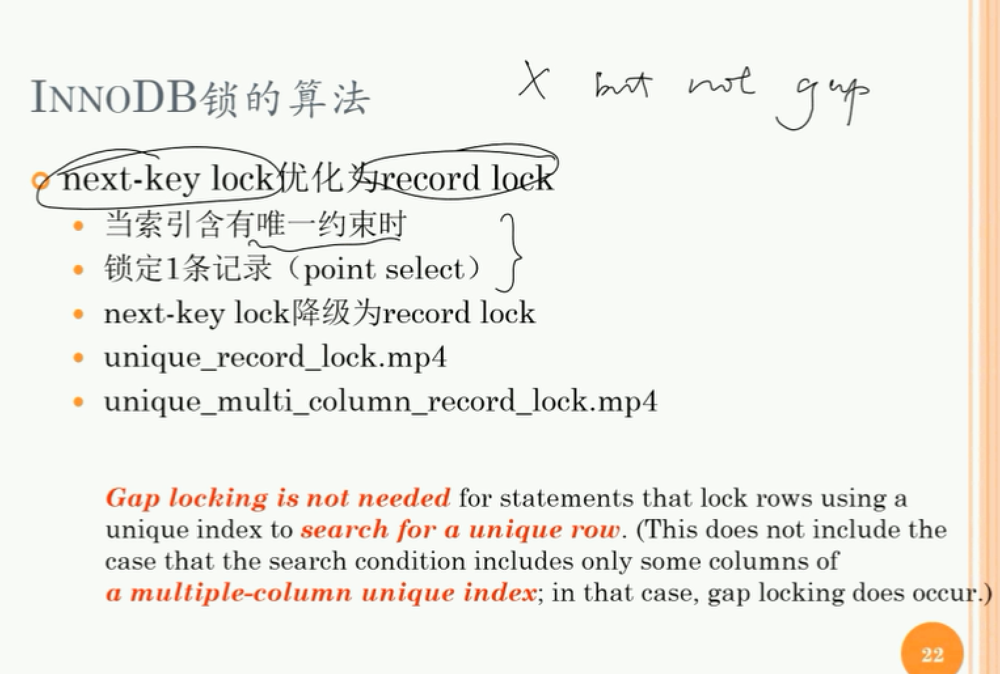 INNODB锁的算法
X but not gap
next-key lock优化为record lock
当索引含有唯一约束时
锁定1条记录（point select）
next-key lock降级为record lock
unique_record_lock.mp4
unique_multi_column_record_lock.mp4
Gap locking is not needed for statements that lock rows using a
unique index to search for a unique row. (This does not include the
case that the search condition includes only some columns of
a multiple-column unique index; in that case, gap locking does occur.)
22